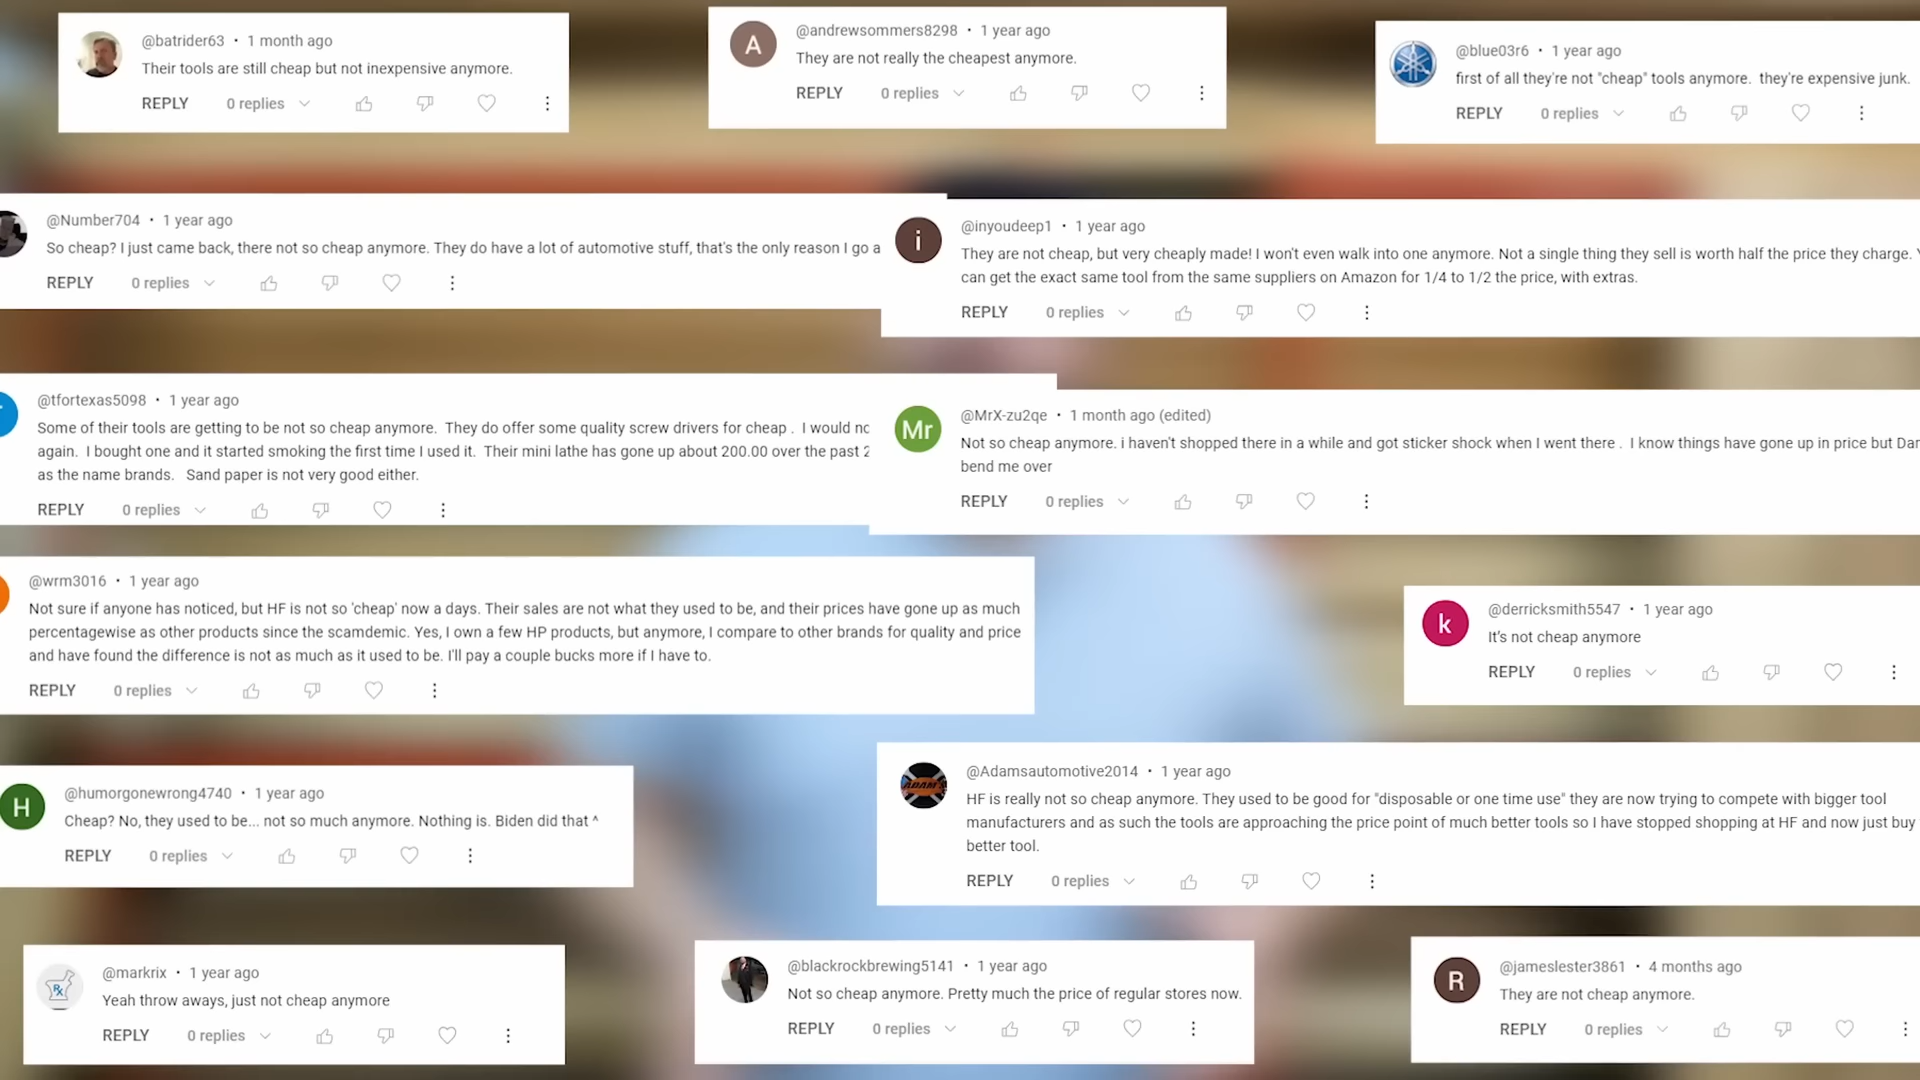 @batrider63 • 1 month ago
Their tools are still cheap but not inexpensive anymore.
REPLY 0 replies
A
@andrewsommers8298 • 1 year ago
They are not really the cheapest anymore.
REPLY 0 replies
@blue03r6 • 1 year ago
first of all they're not "cheap" tools anymore. they're expensive junk.
REPLY 0 replies
@Number704 • 1 year ago
So cheap? I just came back, there not so cheap anymore. They do have a lot of automotive stuff, that's the only reason I go a
REPLY 0 replies
i
@inyoudeep1 • 1 year ago
They are not cheap, but very cheaply made! I won't even walk into one anymore. Not a single thing they sell is worth half the price they charge.
can get the exact same tool from the same suppliers on Amazon for 1/4 to 1/2 the price, with extras.
REPLY 0 replies
@tfortexas5098 • 1 year ago
Some of their tools are getting to be not so cheap anymore. They do offer some quality screw drivers for cheap . I would no
again. I bought one and it started smoking the first time I used it. Their mini lathe has gone up about 200.00 over the past 2
as the name brands. Sand paper is not very good either.
REPLY 0 replies
Mr
@MrX-zu2qe • 1 month ago (edited)
Not so cheap anymore. i haven't shopped there in a while and got sticker shock when I went there . I know things have gone up in price but Dar
bend me over
REPLY 0 replies
@wrm3016 • 1 year ago
Not sure if anyone has noticed, but HF is not so 'cheap' now a days. Their sales are not what they used to be, and their prices have gone up as much
percentagewise as other products since the scamdemic. Yes, I own a few HP products, but anymore, I compare to other brands for quality and price
and have found the difference is not as much as it used to be. I'll pay a couple bucks more if I have to.
REPLY 0 replies
k
@derricksmith5547 • 1 year ago
It's not cheap anymore
REPLY 0 replies
H
@humorgonewrong4740 • 1 year ago
Cheap? No, they used to be... not so much anymore. Nothing is. Biden did that ^
REPLY 0 replies
ADAM'S
@Adamsautomotive2014 • 1 year ago
HF is really not so cheap anymore. They used to be good for "disposable or one time use" they are now trying to compete with bigger tool
manufacturers and as such the tools are approaching the price point of much better tools so I have stopped shopping at HF and now just buy
better tool.
REPLY 0 replies
Rx
@markrix • 1 year ago
Yeah throw aways, just not cheap anymore
REPLY 0 replies
@blackrockbrewing5141 • 1 year ago
Not so cheap anymore. Pretty much the price of regular stores now.
REPLY 0 replies
R
@jameslester3861 • 4 months ago
They are not cheap anymore.
REPLY 0 replies